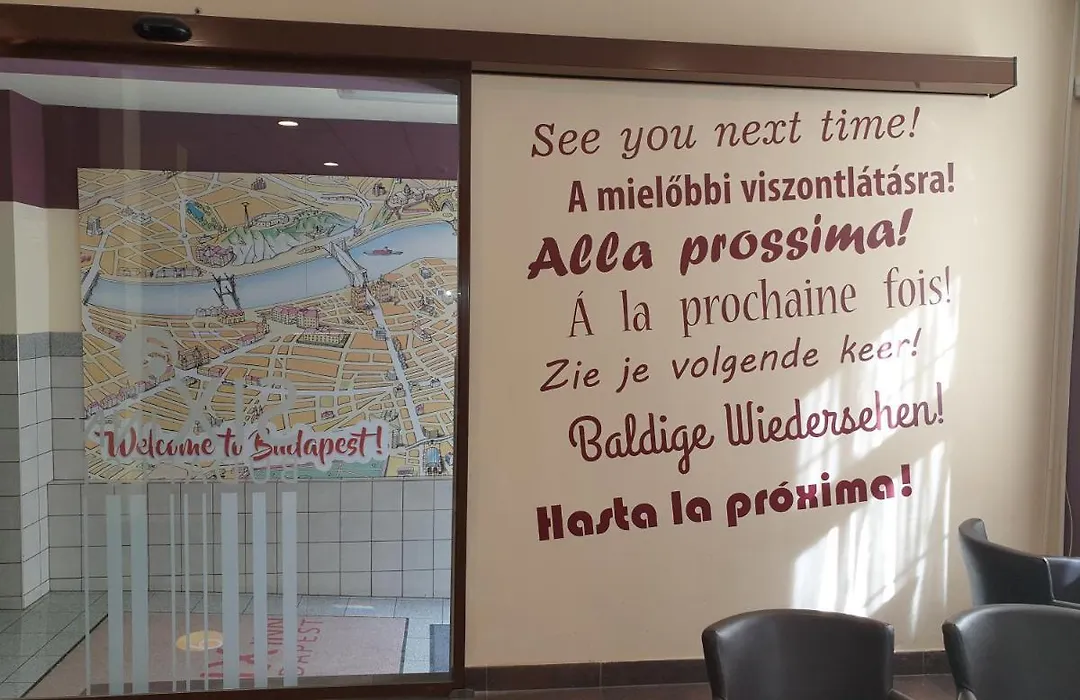 See you next time!
A mielőbbi viszontlátásra!
Alla prossima!
Á la prochaine fois!
Zie je volgende keer!
Baldige Wiedersehen!
Hasta la próxima!
Welcome to Budapest!